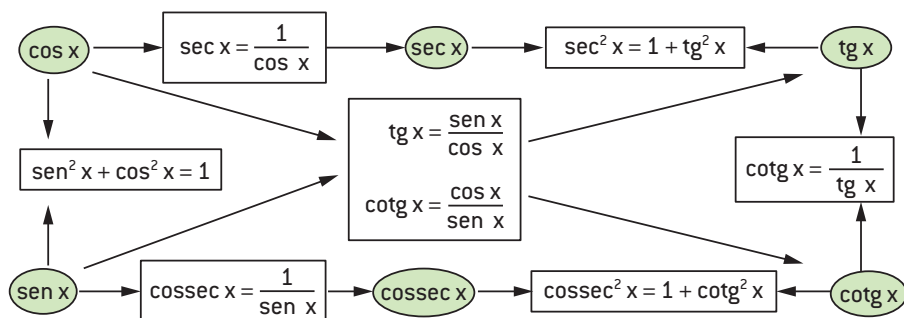 cos x
sec x = 1/cos x
sec x
sec² x = 1 + tg² x
tg x
sen² x + cos² x = 1
tg x = sen x/cos x
cotg x = cos x/sen x
cotg x = 1/tg x
sen x
cossec x = 1/sen x
cossec x
cossec² x = 1 + cotg² x
cotg x